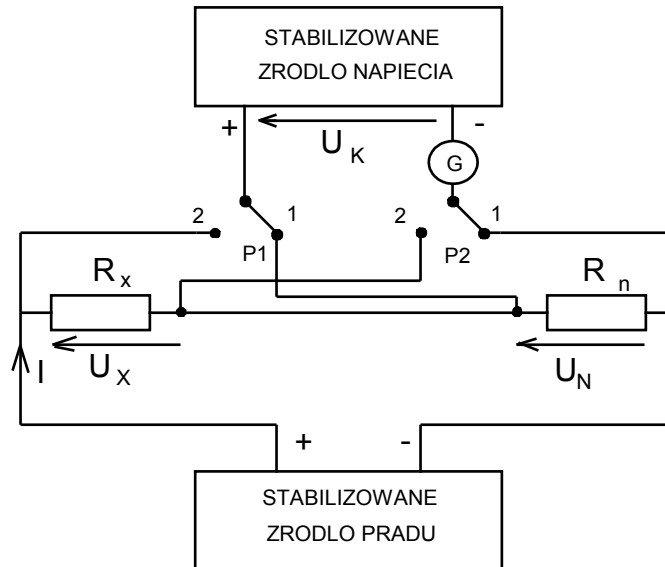 STABILIZOWANE
ZRODLO NAPIECIA
+ -
U K
G
2 1 2 1
P1 P2
R x R n
I U X U N
+ -
STABILIZOWANE
ZRODLO PRADU